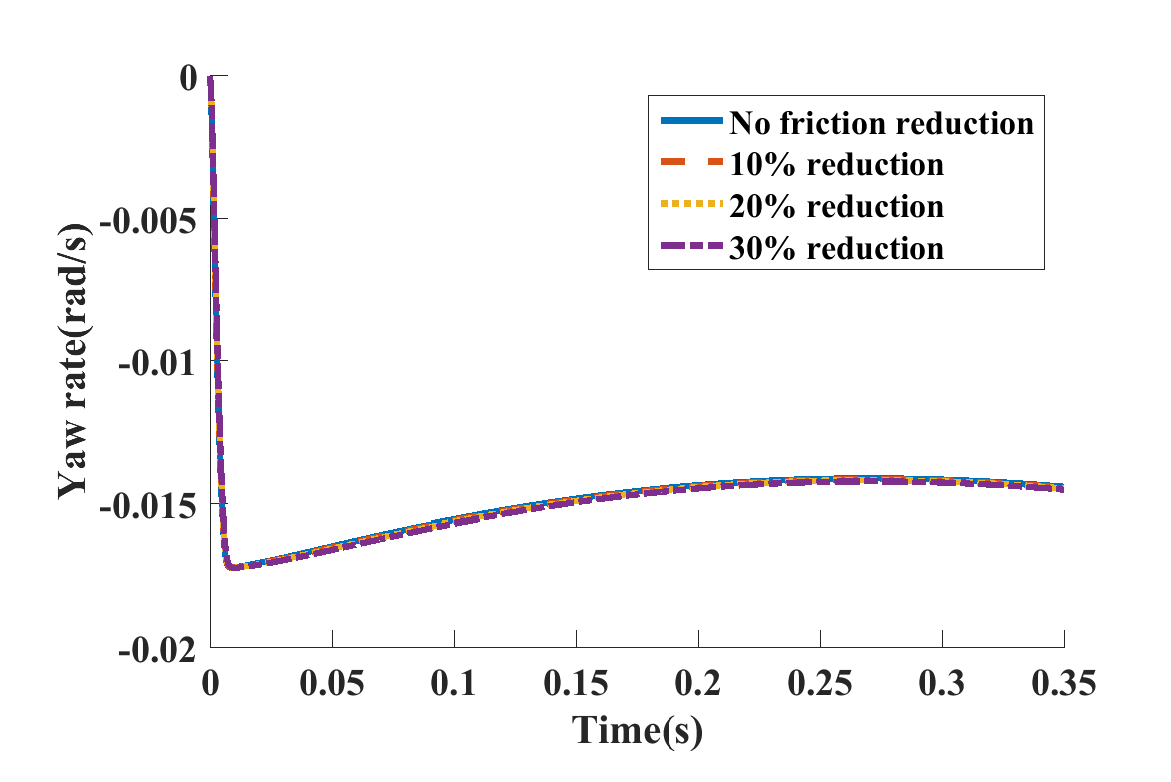 0
-0.005
-0.01
-0.015
-0.02
Yaw rate(rad/s)
No friction reduction
10% reduction
20% reduction
30% reduction
0 0.05 0.1 0.15 0.2 0.25 0.3 0.35
Time(s)